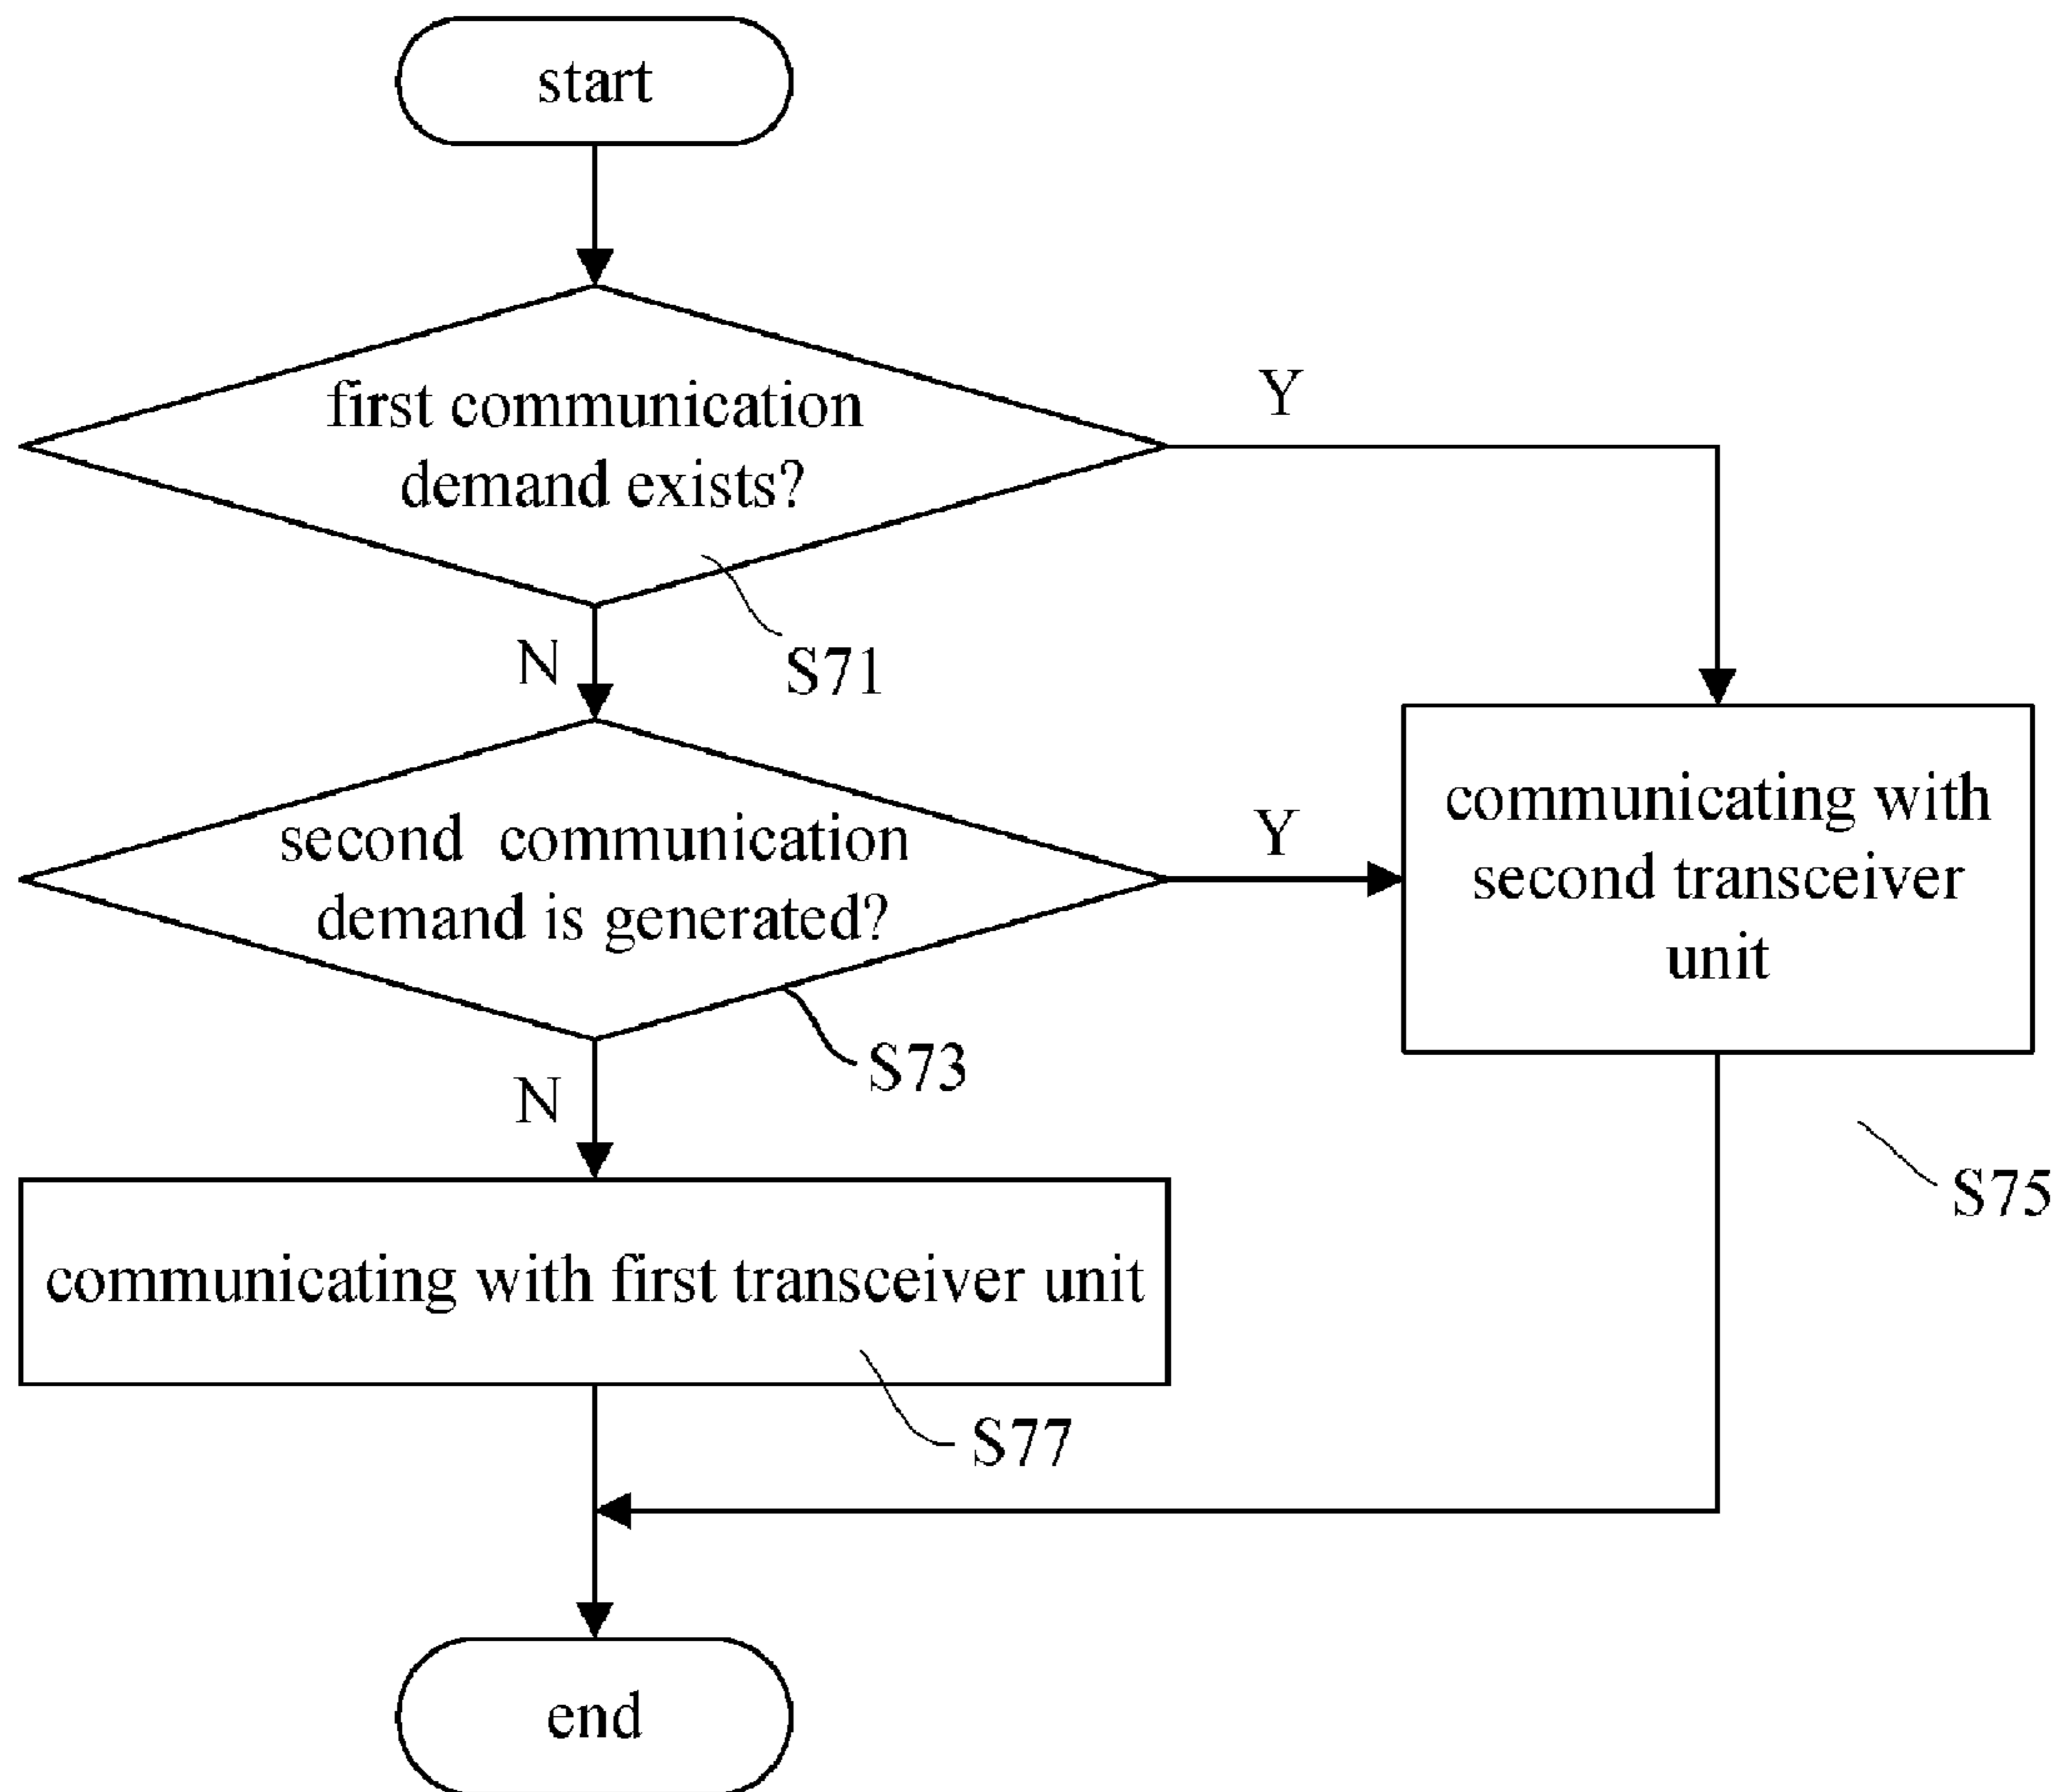 start
first communication
demand exists?
Y
N
S71
second communication
demand is generated?
Y
communicating with
second transceiver
unit
S73
N
S75
communicating with first transceiver unit
S77
end